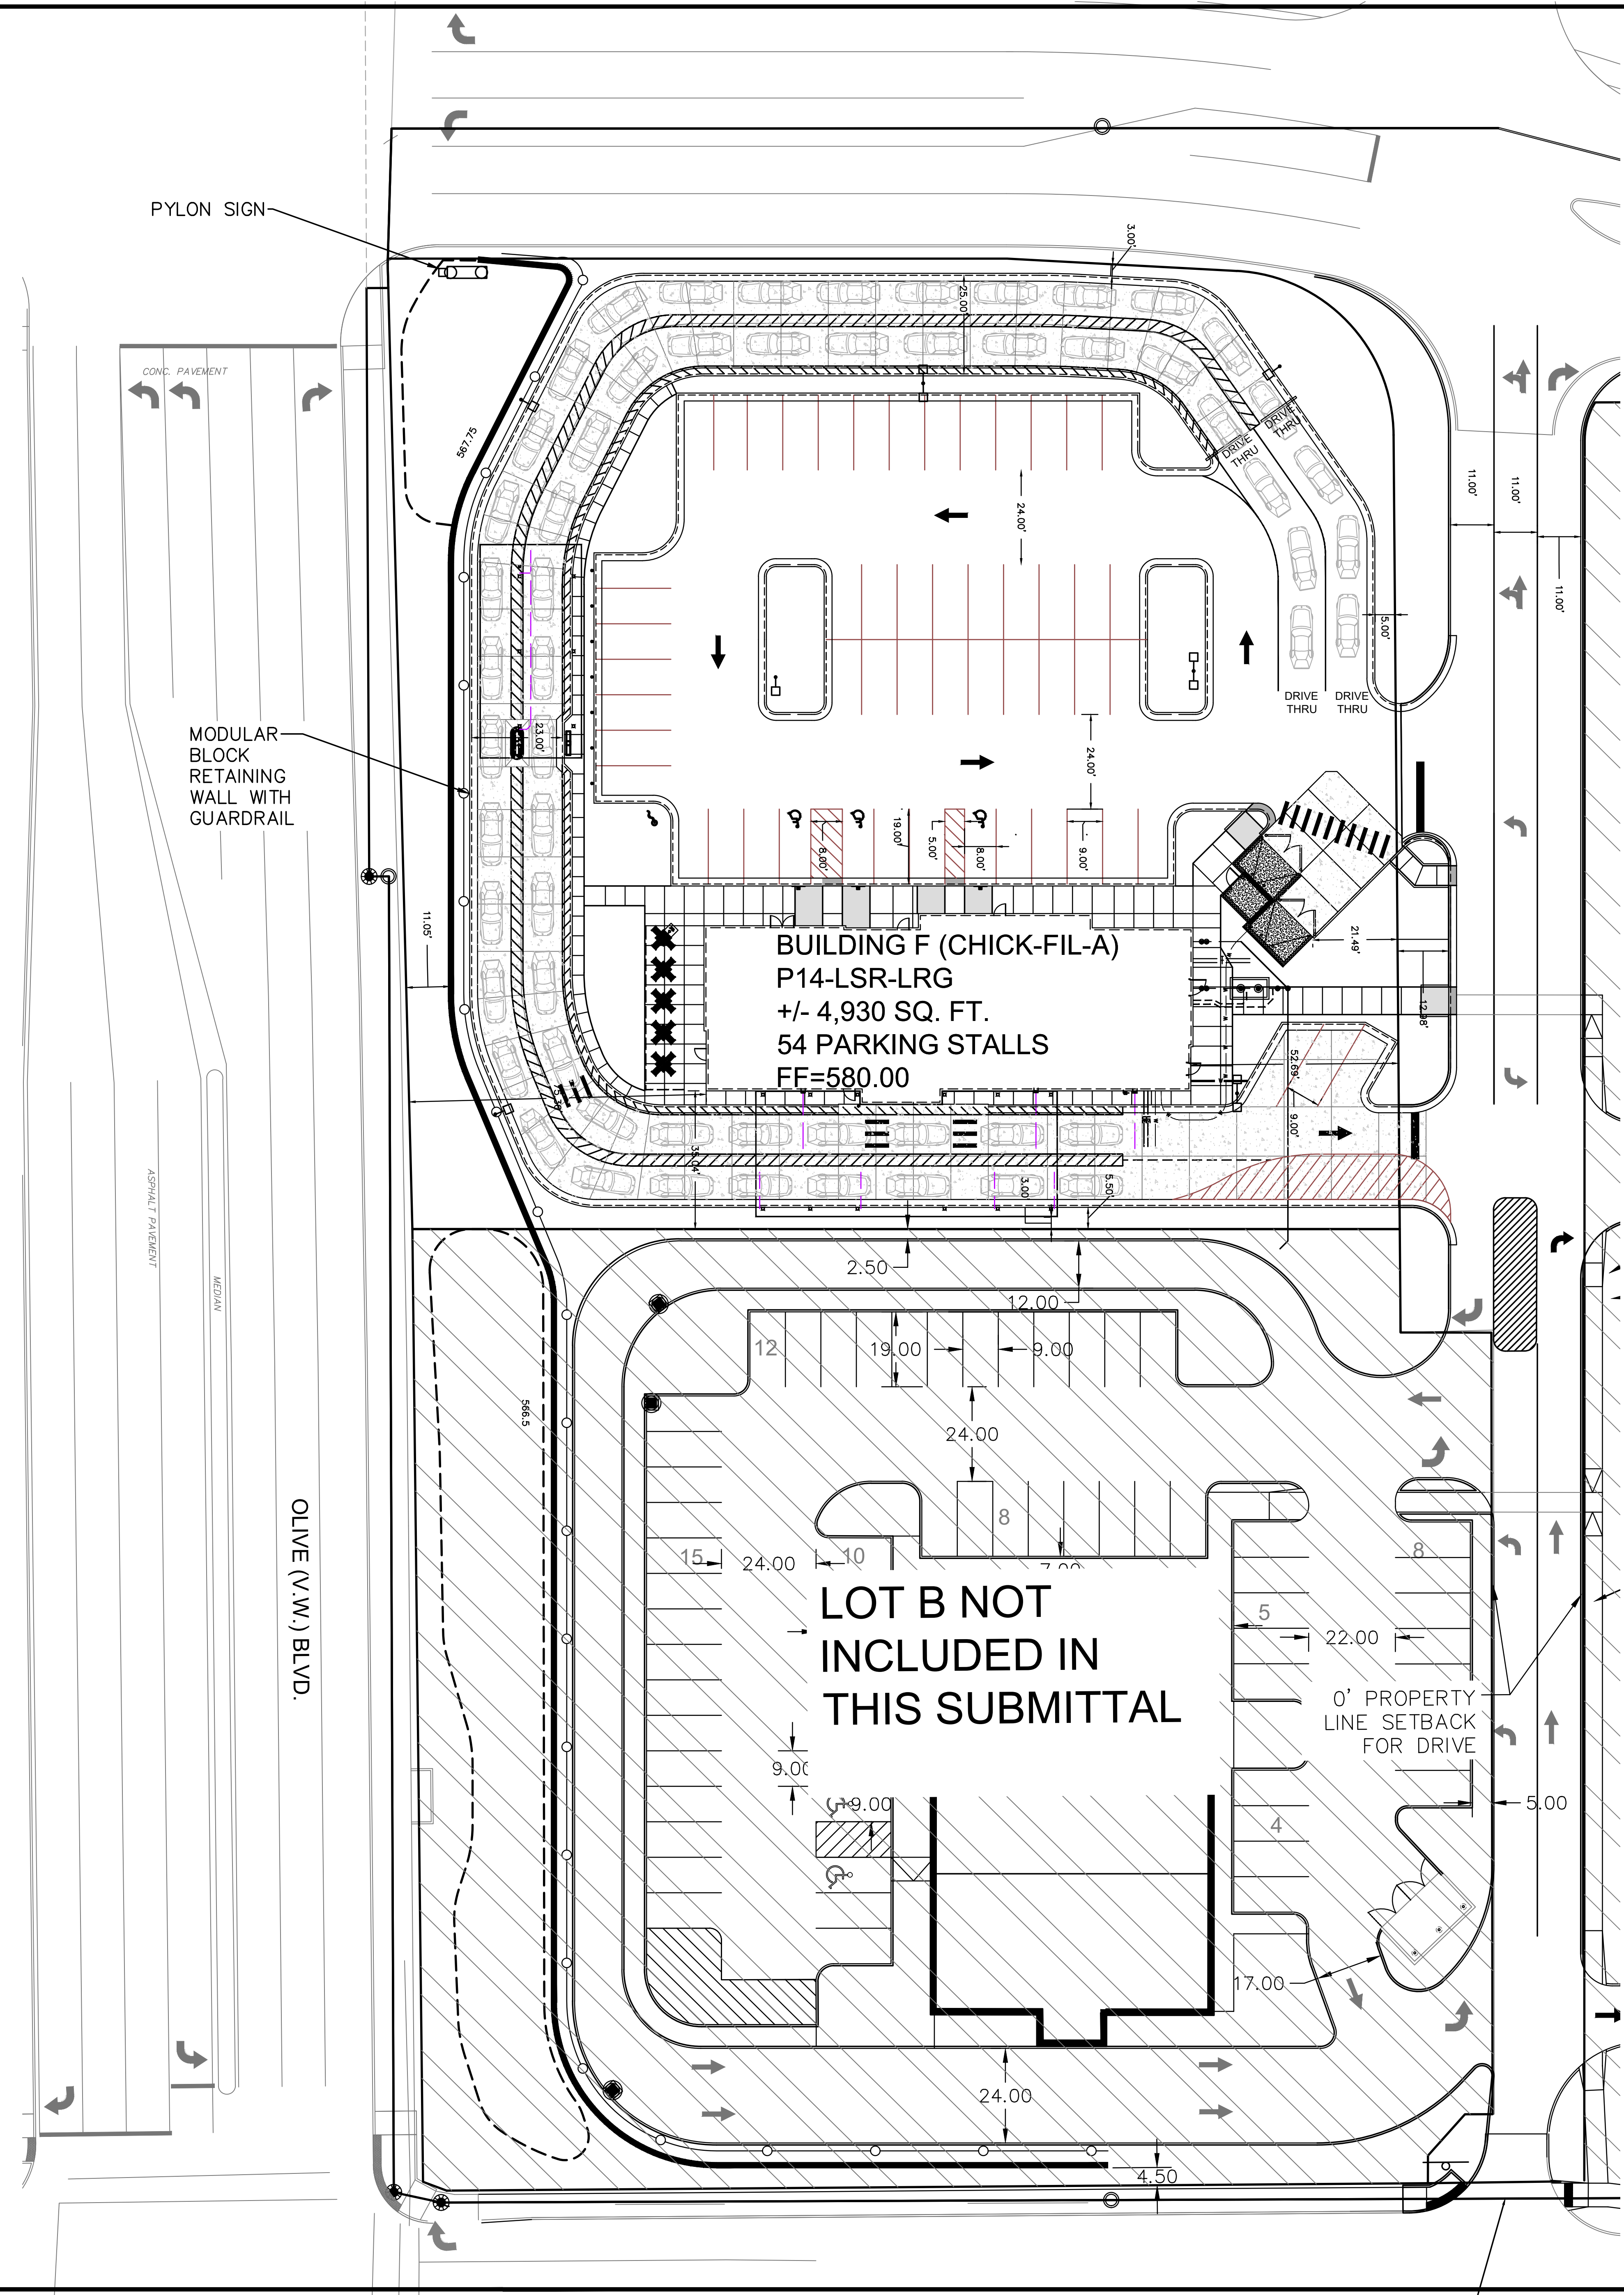 PYLON SIGN
3.00'
25.00'
CONC. PAVEMENT
567.75
DRIVE
THRU
DRIVE
THRU
11.00'
11.00'
11.00'
24.00'
5.00'
DRIVE
THRU
DRIVE
THRU
MODULAR
BLOCK
RETAINING
WALL WITH
GUARDRAIL
23.00'
24.00'
8.00'
19.00'
5.00'
8.00'
9.00'
11.05'
21.49'
12.98'
BUILDING F (CHICK-FIL-A)
P14-LSR-LRG
+/- 4,930 SQ. FT.
54 PARKING STALLS
FF=580.00
52.69'
9.00'
35.04'
3.00'
5.50'
ASPHALT PAVEMENT
MEDIAN
2.50
12.00
12
19.00
9.00
566.5
24.00
OLIVE (V.W.) BLVD.
8
15
24.00
10
8
LOT B NOT
INCLUDED IN
THIS SUBMITTAL
5
22.00
0' PROPERTY
LINE SETBACK
FOR DRIVE
9.00
9.00
4
5.00
17.00
24.00
4.50